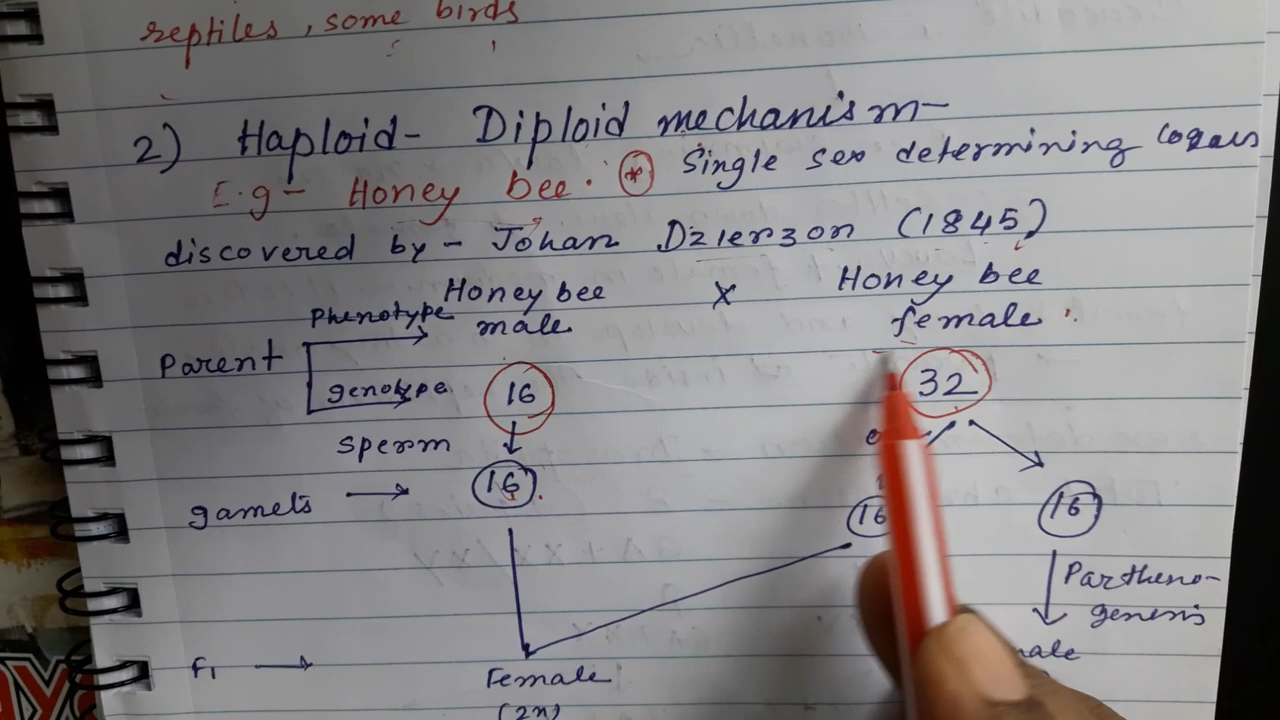 reptiles, some birds
2) Haploid- Diploid mechanism-
E.g- Honey bee. * Single sex determining
discovered by - Johan Dzierzon (1845)
Honey bee male x Honey bee female
Parent
Phenotype
genotype 16 32
sperm
gamets 16 16 16
Partheno-
genesis
F1 Female
(2n)